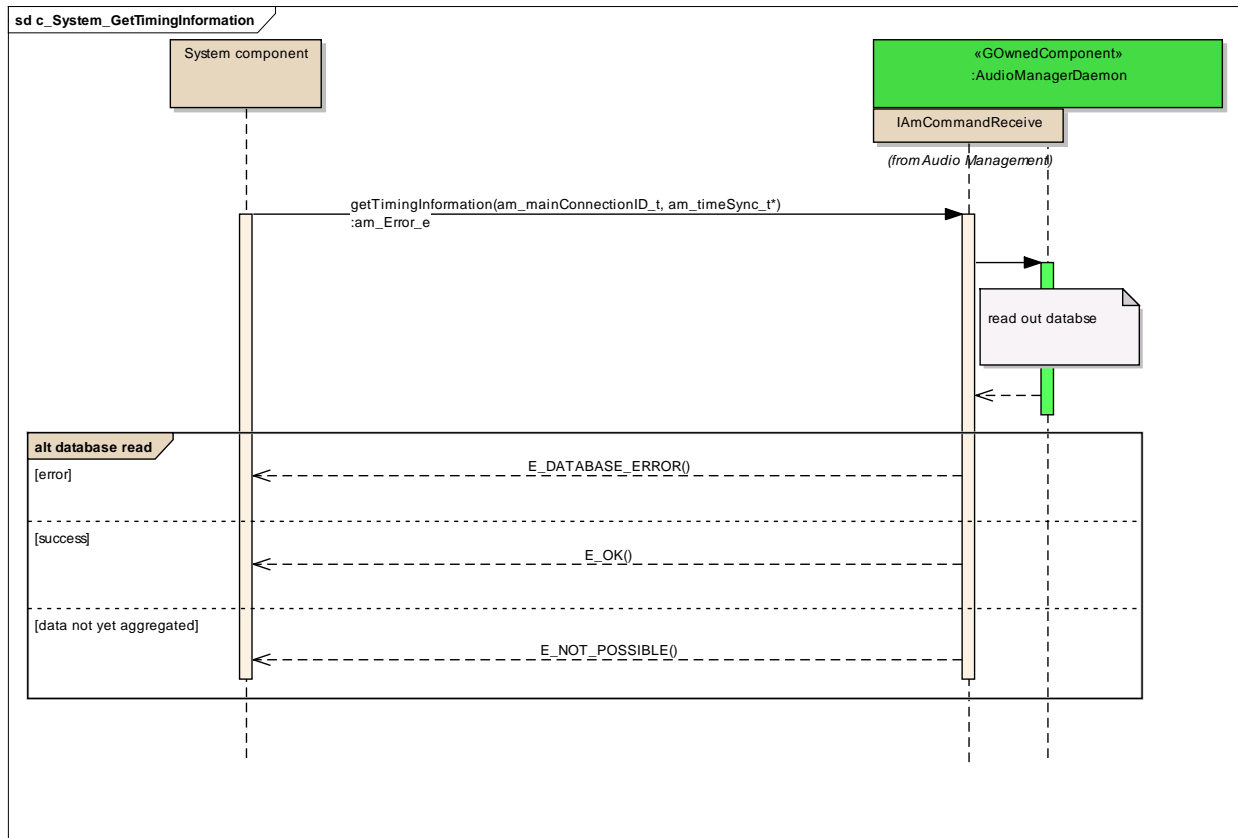 sd c_System_GetTimingInformation
System component
«GOwnedComponent»
:AudioManagerDaemon
IAmCommandReceive
(from Audio Management)
getTimingInformation(am_mainConnectionID_t, am_timeSync_t*)
:am_Error_e
read out databse
alt database read
[error]
E_DATABASE_ERROR()
[success]
E_OK()
[data not yet aggregated]
E_NOT_POSSIBLE()